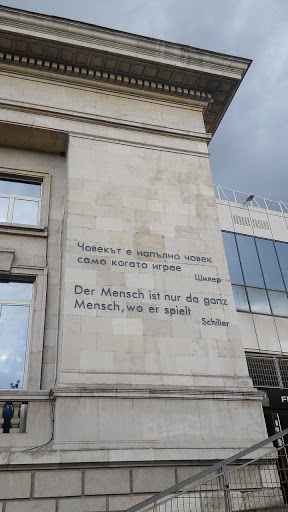 Човекът е напълно човек
само когато играе
Шилер
Der Mensch ist nur da ganz
Mensch, wo er spielt
Schiller